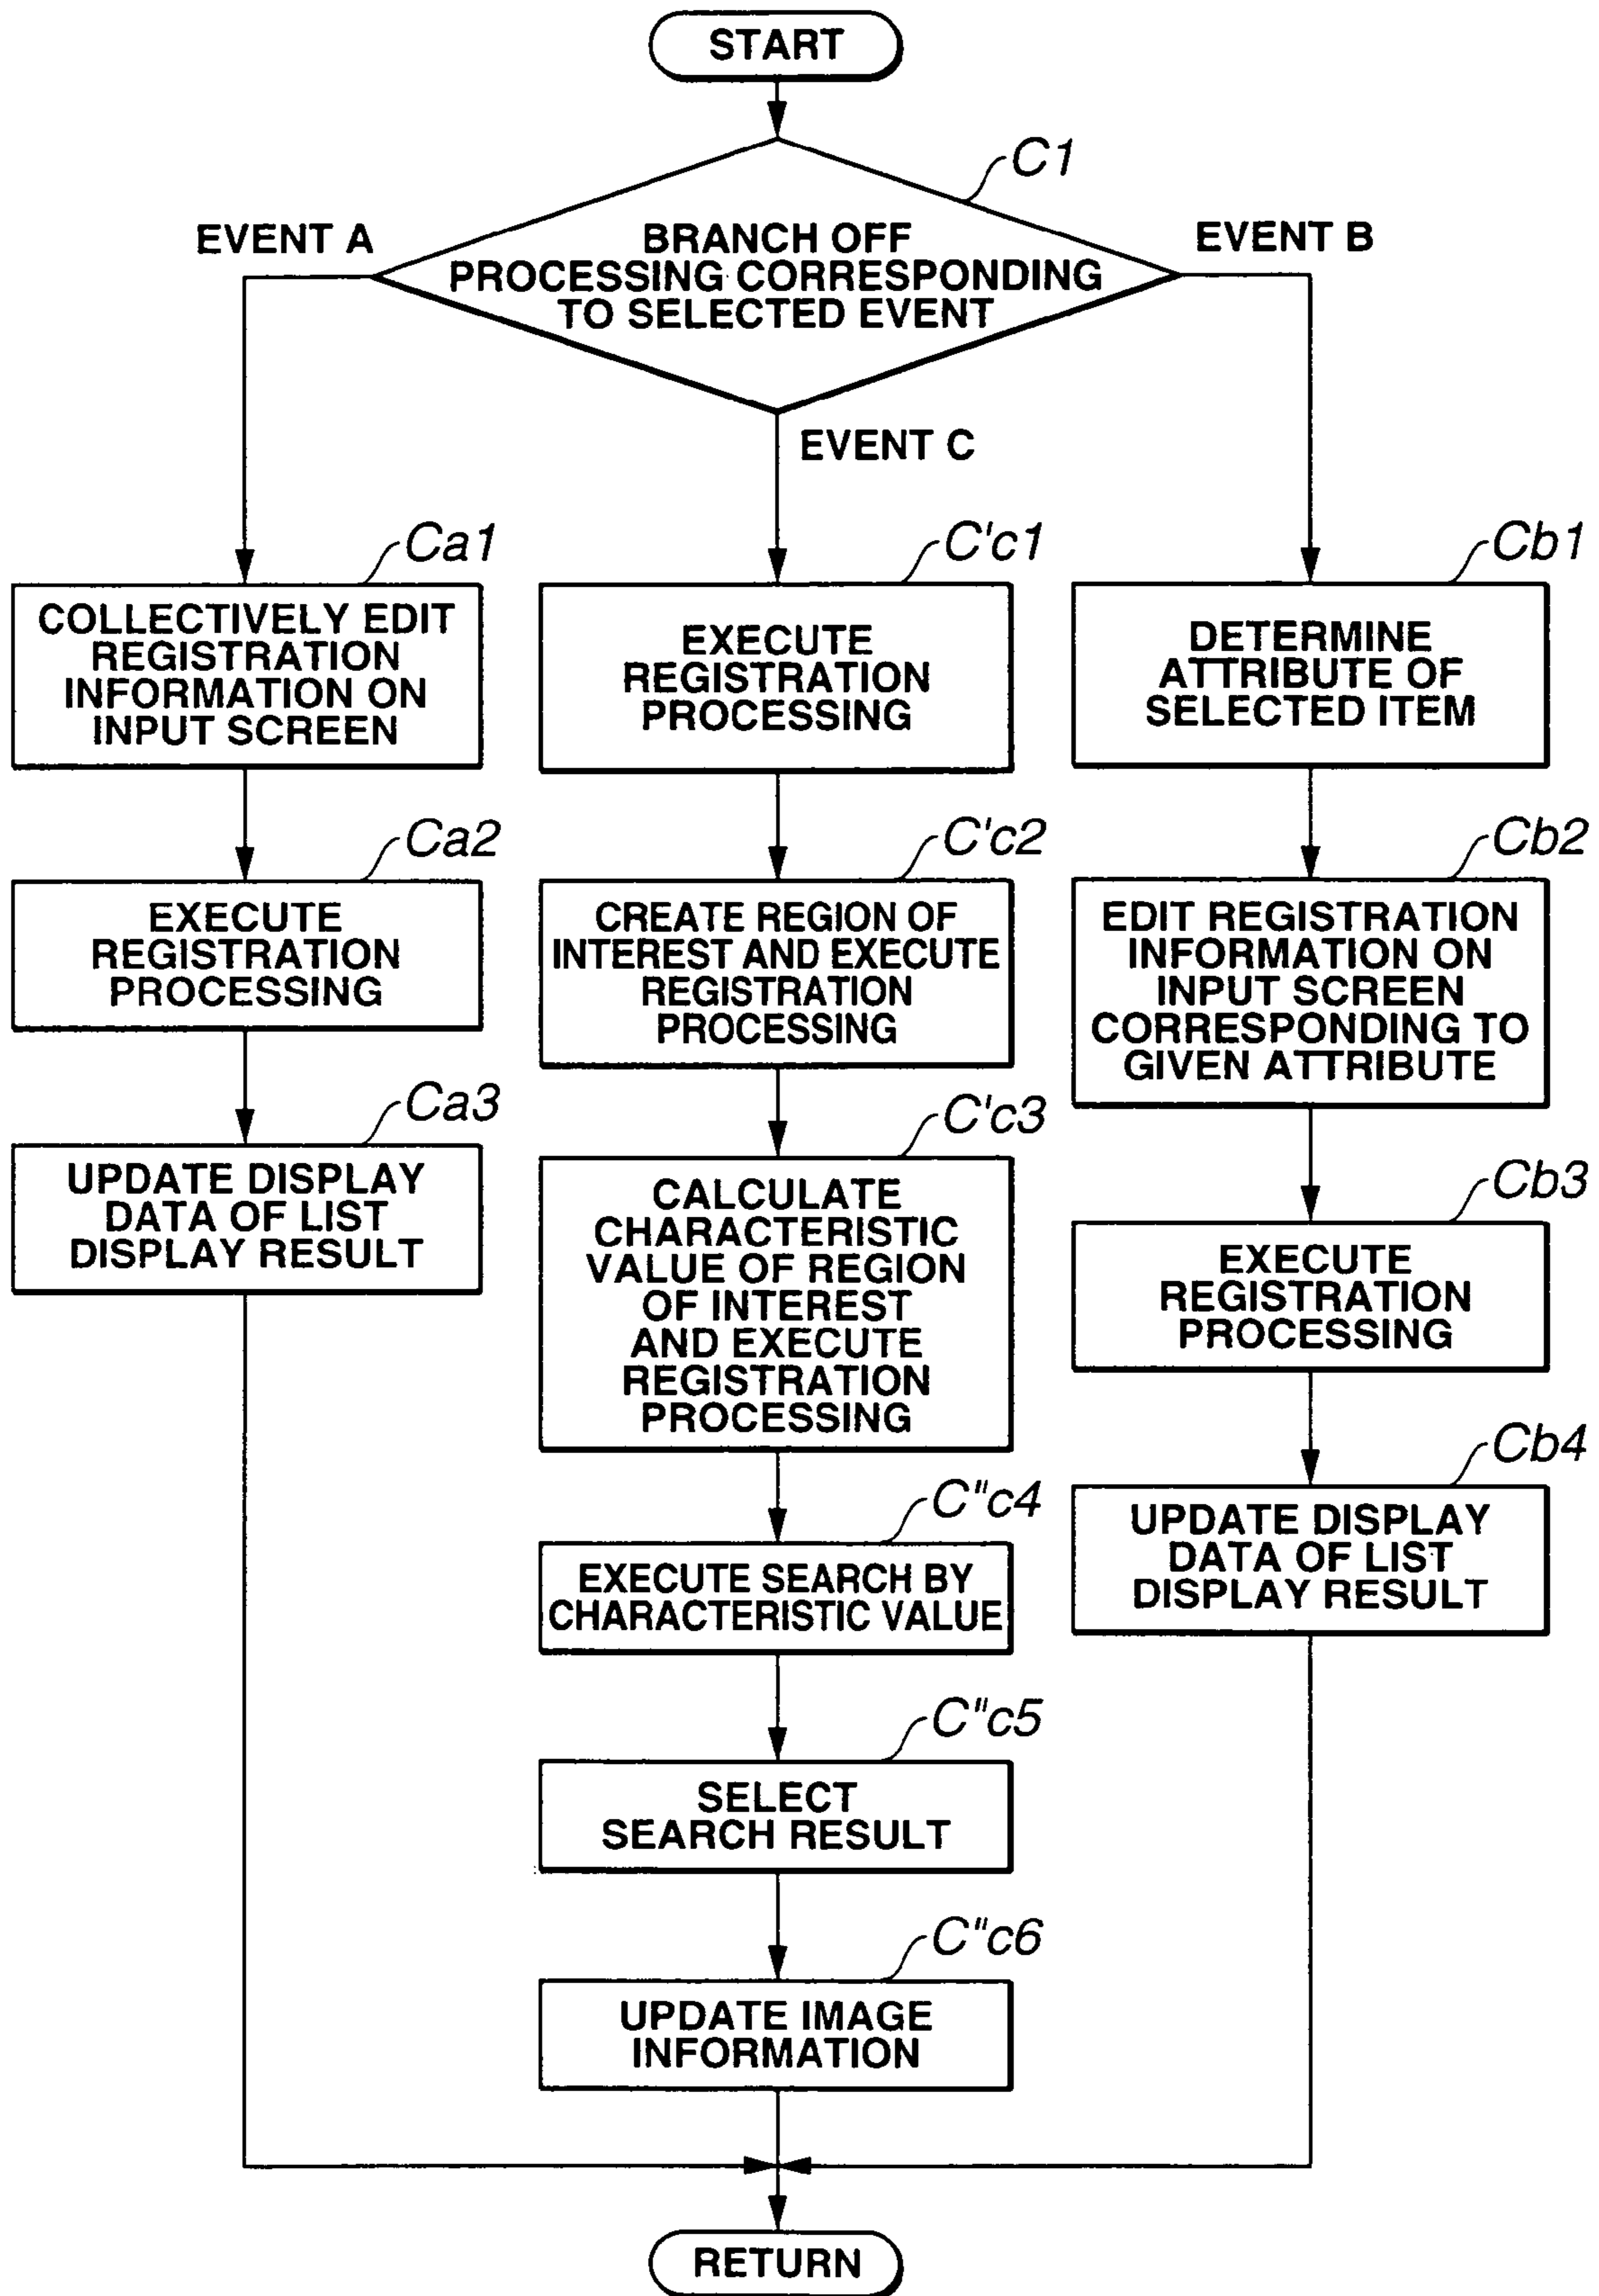 START
C1
EVENT A
BRANCH OFF
PROCESSING CORRESPONDING
TO SELECTED EVENT
EVENT B
EVENT C
Ca1
COLLECTIVELY EDIT
REGISTRATION
INFORMATION ON
INPUT SCREEN
Ca2
EXECUTE
REGISTRATION
PROCESSING
Ca3
UPDATE DISPLAY
DATA OF LIST
DISPLAY RESULT
C'c1
EXECUTE
REGISTRATION
PROCESSING
C'c2
CREATE REGION OF
INTEREST AND EXECUTE
REGISTRATION
PROCESSING
C'c3
CALCULATE
CHARACTERISTIC
VALUE OF REGION
OF INTEREST
AND EXECUTE
REGISTRATION
PROCESSING
C"c4
EXECUTE SEARCH BY
CHARACTERISTIC VALUE
C"c5
SELECT
SEARCH RESULT
C"c6
UPDATE IMAGE
INFORMATION
Cb1
DETERMINE
ATTRIBUTE OF
SELECTED ITEM
Cb2
EDIT REGISTRATION
INFORMATION ON
INPUT SCREEN
CORRESPONDING TO
GIVEN ATTRIBUTE
Cb3
EXECUTE
REGISTRATION
PROCESSING
Cb4
UPDATE DISPLAY
DATA OF LIST
DISPLAY RESULT
RETURN